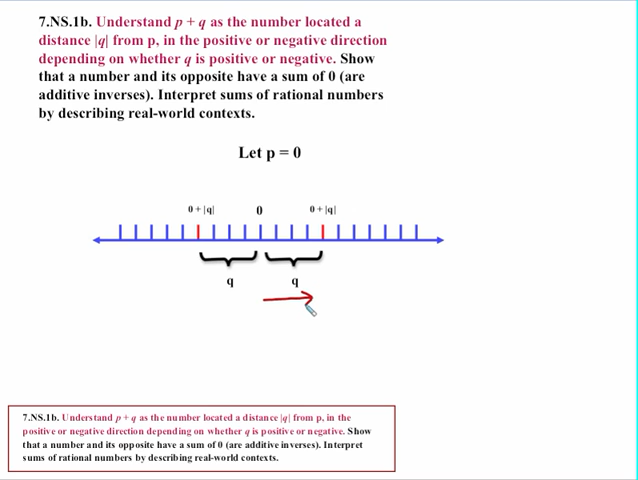 7.NS.1b. Understand p + q as the number located a
distance |q| from p, in the positive or negative direction
depending on whether q is positive or negative. Show
that a number and its opposite have a sum of 0 (are
additive inverses). Interpret sums of rational numbers
by describing real-world contexts.
Let p = 0
0 + |q| 0 0 + |q|
q q
7.NS.1b. Understand p + q as the number located a distance |q| from p, in the
positive or negative direction depending on whether q is positive or negative. Show
that a number and its opposite have a sum of 0 (are additive inverses). Interpret
sums of rational numbers by describing real-world contexts.